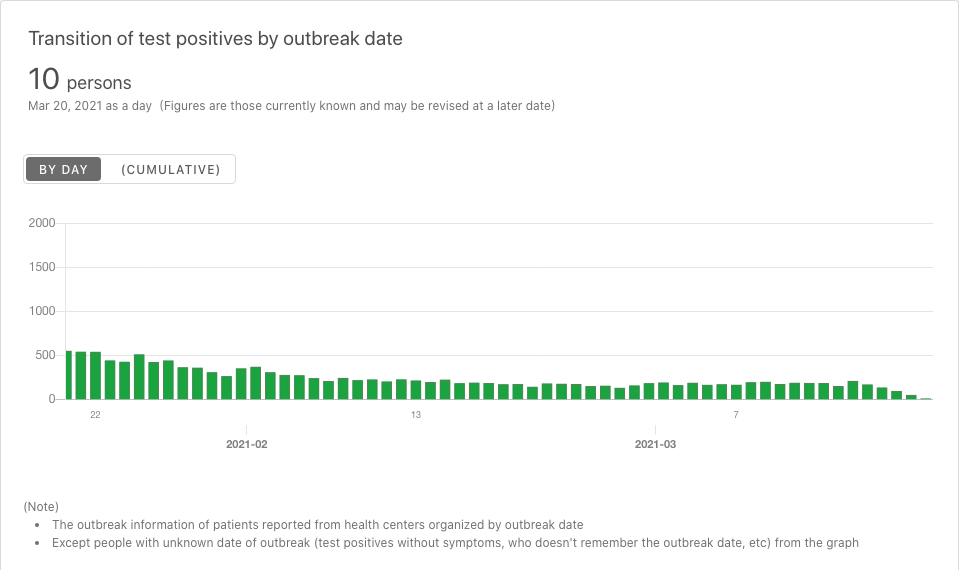 Transition of test positives by outbreak date
10 persons
Mar 20, 2021 as a day (Figures are those currently known and may be revised at a later date)
BY DAY (CUMULATIVE)
2000
1500
1000
500
0
22 13 7
2021-02 2021-03
(Note)
• The outbreak information of patients reported from health centers organized by outbreak date
• Except people with unknown date of outbreak (test positives without symptoms, who doesn't remember the outbreak date, etc) from the graph